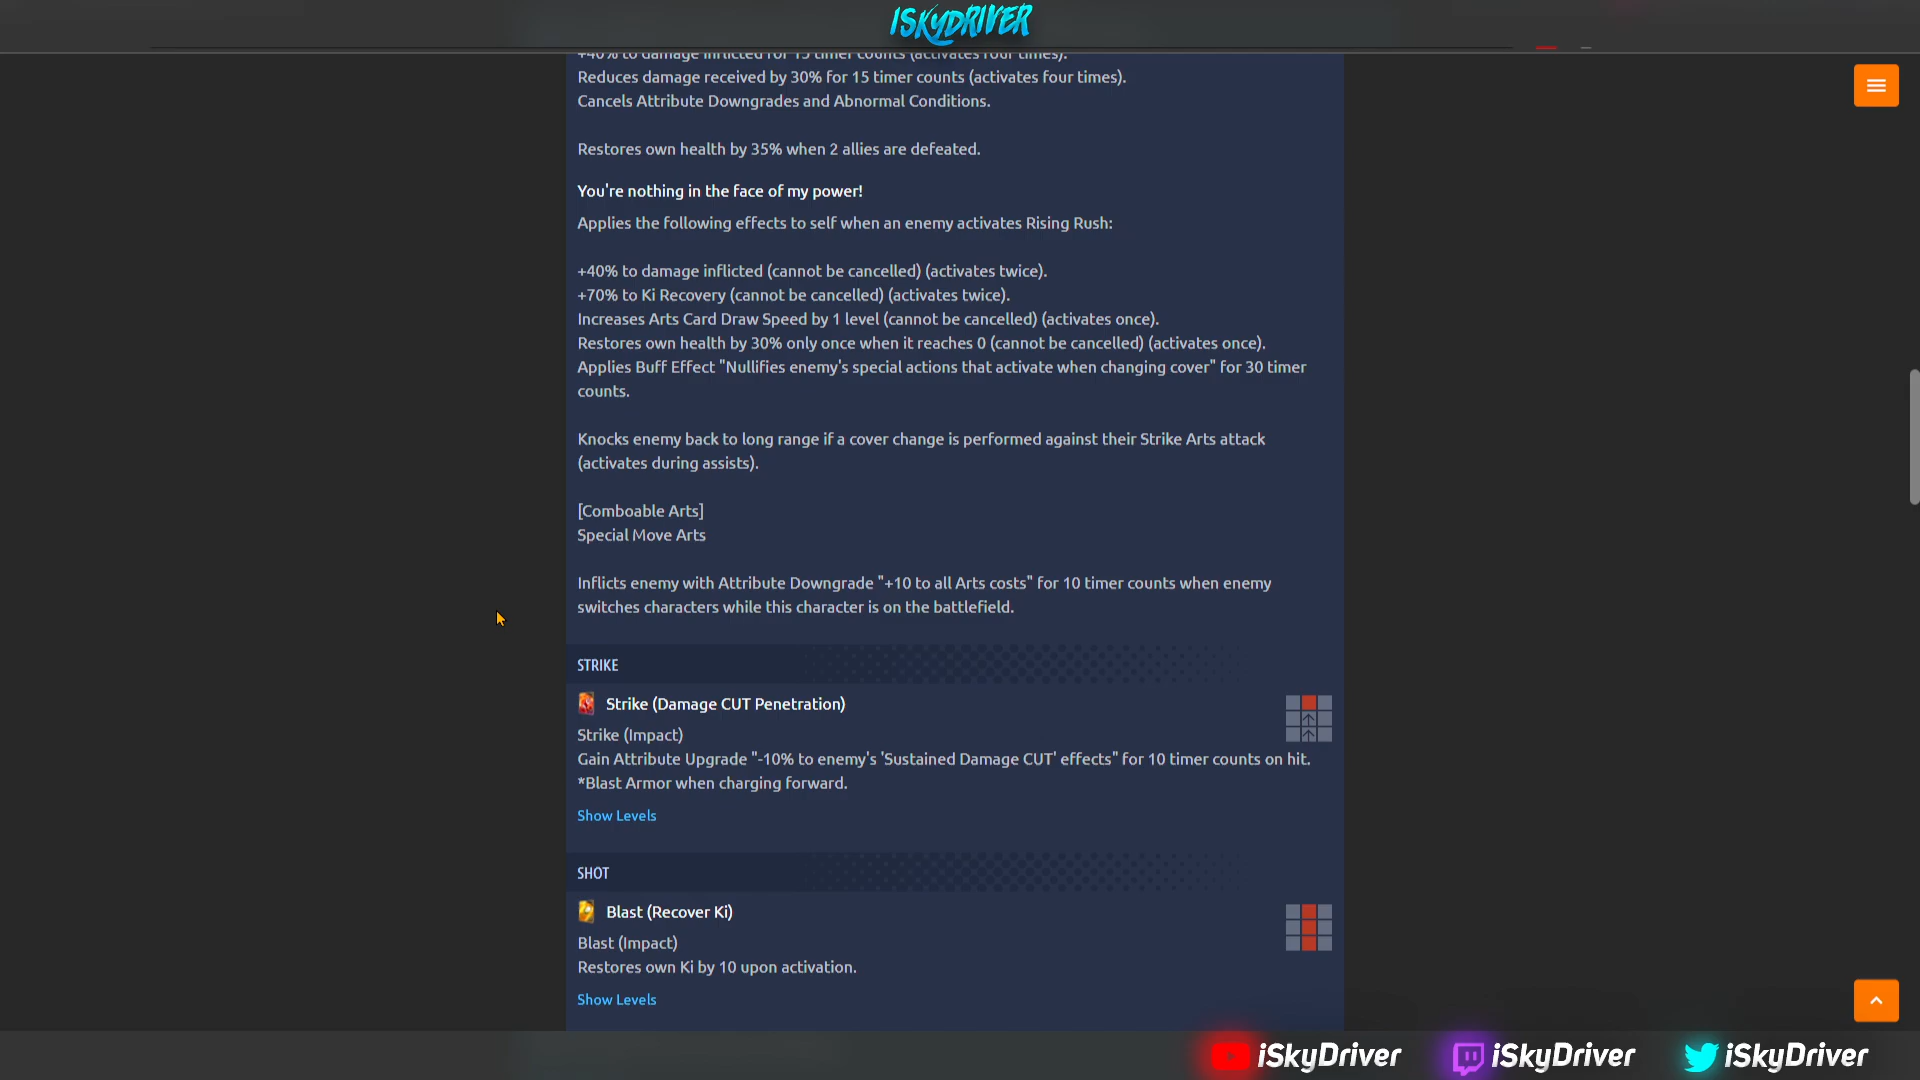 iSKYDRIVER
+40% to damage inflicted for 15 timer counts (activates four times).
Reduces damage received by 30% for 15 timer counts (activates four times).
Cancels Attribute Downgrades and Abnormal Conditions.
Restores own health by 35% when 2 allies are defeated.
You're nothing in the face of my power!
Applies the following effects to self when an enemy activates Rising Rush:
+40% to damage inflicted (cannot be cancelled) (activates twice).
+70% to Ki Recovery (cannot be cancelled) (activates twice).
Increases Arts Card Draw Speed by 1 level (cannot be cancelled) (activates once).
Restores own health by 30% only once when it reaches 0 (cannot be cancelled) (activates once).
Applies Buff Effect "Nullifies enemy's special actions that activate when changing cover" for 30 timer
counts.
Knocks enemy back to long range if a cover change is performed against their Strike Arts attack
(activates during assists).
[Comboable Arts]
Special Move Arts
Inflicts enemy with Attribute Downgrade "+10 to all Arts costs" for 10 timer counts when enemy
switches characters while this character is on the battlefield.
STRIKE
Strike (Damage CUT Penetration)
Strike (Impact)
Gain Attribute Upgrade "-10% to enemy's 'Sustained Damage CUT' effects" for 10 timer counts on hit.
*Blast Armor when charging forward.
Show Levels
SHOT
Blast (Recover Ki)
Blast (Impact)
Restores own Ki by 10 upon activation.
Show Levels
iSkyDriver
iSkyDriver
iSkyDriver